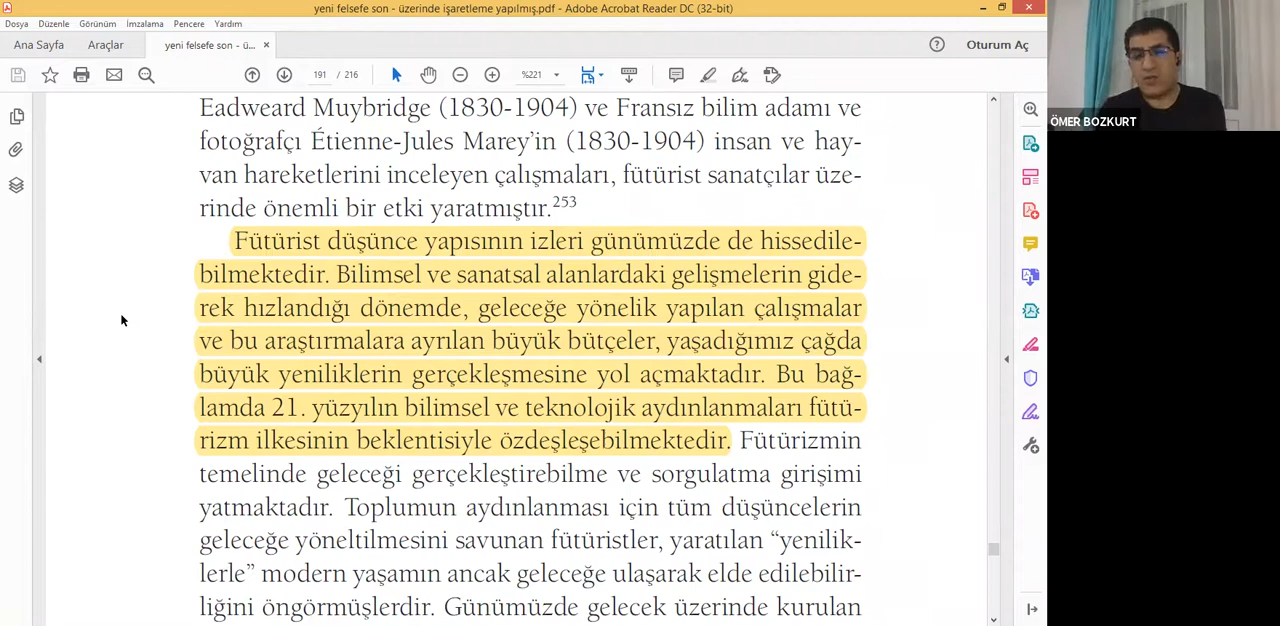 yeni felsefe son - üzerinde işaretleme yapılmış.pdf - Adobe Acrobat Reader DC (32-bit)
Dosya Düzenle Görünüm İmzalama Pencere Yardım
Ana Sayfa Araçlar yeni felsefe son - ü... × Oturum Aç
191 / 216 %221
ÖMER BOZKURT
Eadweard Muybridge (1830-1904) ve Fransız bilim adamı ve
fotoğrafçı Étienne-Jules Marey’in (1830-1904) insan ve hay-
van hareketlerini inceleyen çalışmaları, fütürist sanatçılar üze-
rinde önemli bir etki yaratmıştır.253
Fütürist düşünce yapısının izleri günümüzde de hissedile-
bilmektedir. Bilimsel ve sanatsal alanlardaki gelişmelerin gide-
rek hızlandığı dönemde, geleceğe yönelik yapılan çalışmalar
ve bu araştırmalara ayrılan büyük bütçeler, yaşadığımız çağda
büyük yeniliklerin gerçekleşmesine yol açmaktadır. Bu bağ-
lamda 21. yüzyılın bilimsel ve teknolojik aydınlanmaları fütü-
rizm ilkesinin beklentisiyle özdeşleşebilmektedir. Fütürizmin
temelinde geleceği gerçekleştirebilme ve sorgulatma girişimi
yatmaktadır. Toplumun aydınlanması için tüm düşüncelerin
geleceğe yöneltilmesini savunan fütüristler, yaratılan “yenilik-
lerle” modern yaşamın ancak geleceğe ulaşarak elde edilebilir-
liğini öngörmüşlerdir. Günümüzde gelecek üzerinde kurulan